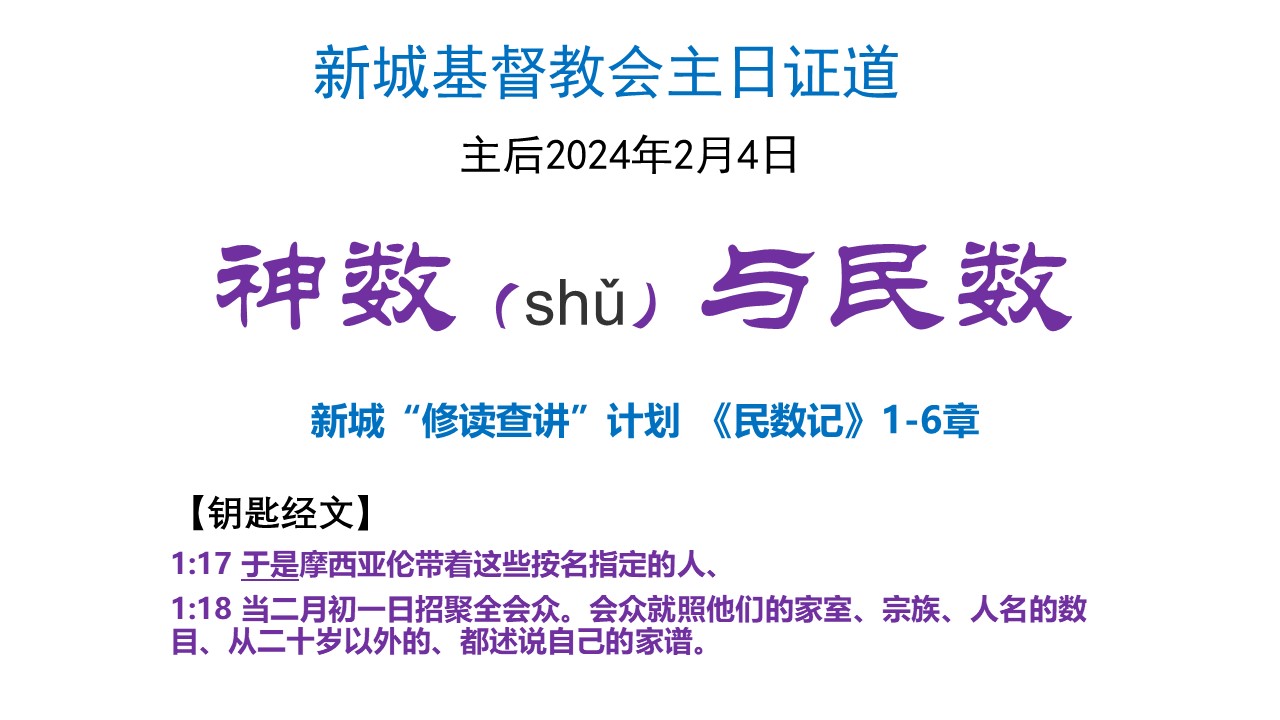 新城基督教会主日证道
主后2024年2月4日
神数（shǔ）与民数
新城“修读查讲”计划 《民数记》1-6章
【钥匙经文】
1:17 于是摩西亚伦带着这些按名指定的人、
1:18 当二月初一日招聚全会众。会众就照他们的家室、宗族、人名的数
目、从二十岁以外的、都述说自己的家谱。